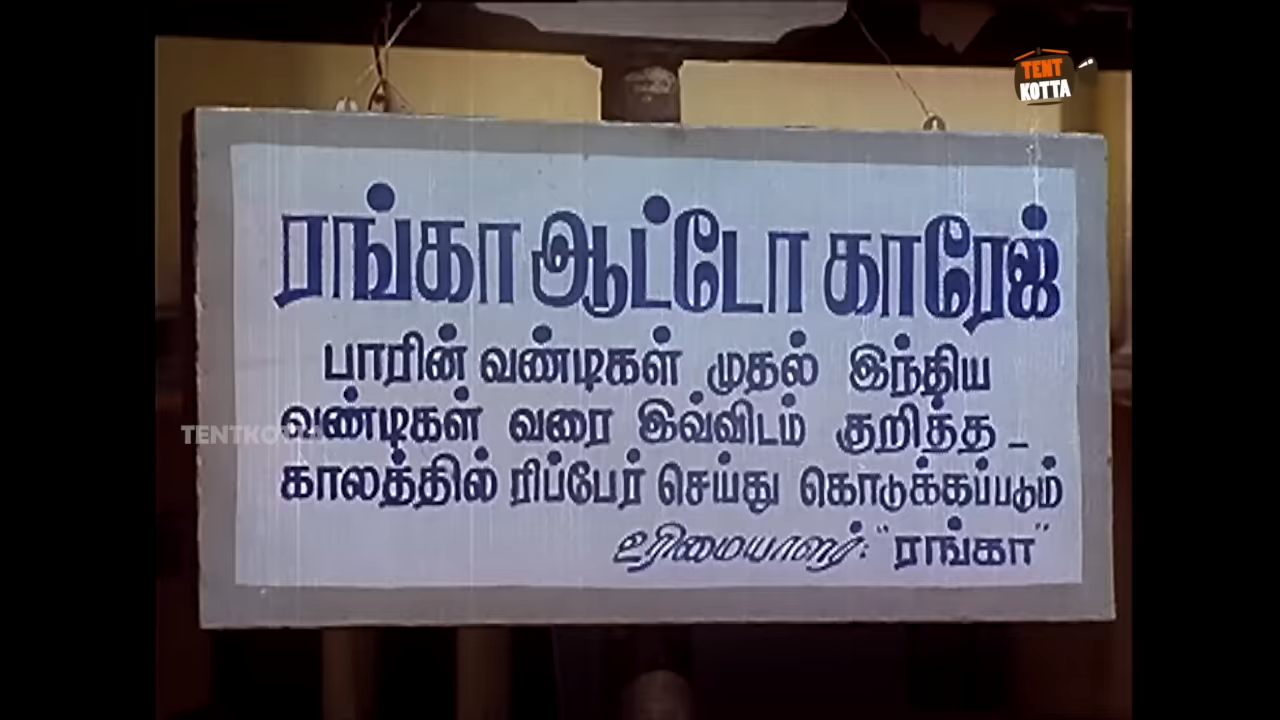 TENT
KOTTA
ரங்கா ஆட்டோ காரேஜ்
பாரின் வண்டிகள் முதல் இந்திய
வண்டிகள் வரை இவ்விடம் குறித்த -
காலத்தில் ரிப்பேர் செய்து கொடுக்கப்படும்
உரிமையாளர்: "ரங்கா"
TENTKOTTA